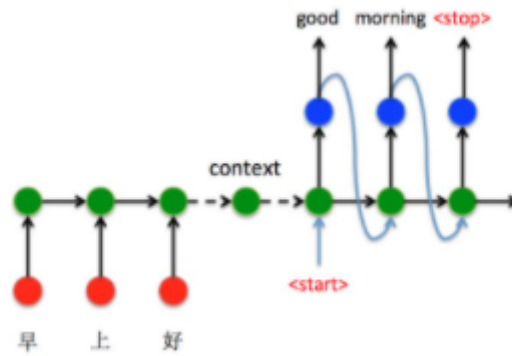 good morning <stop>
context
<start>
早 上 好